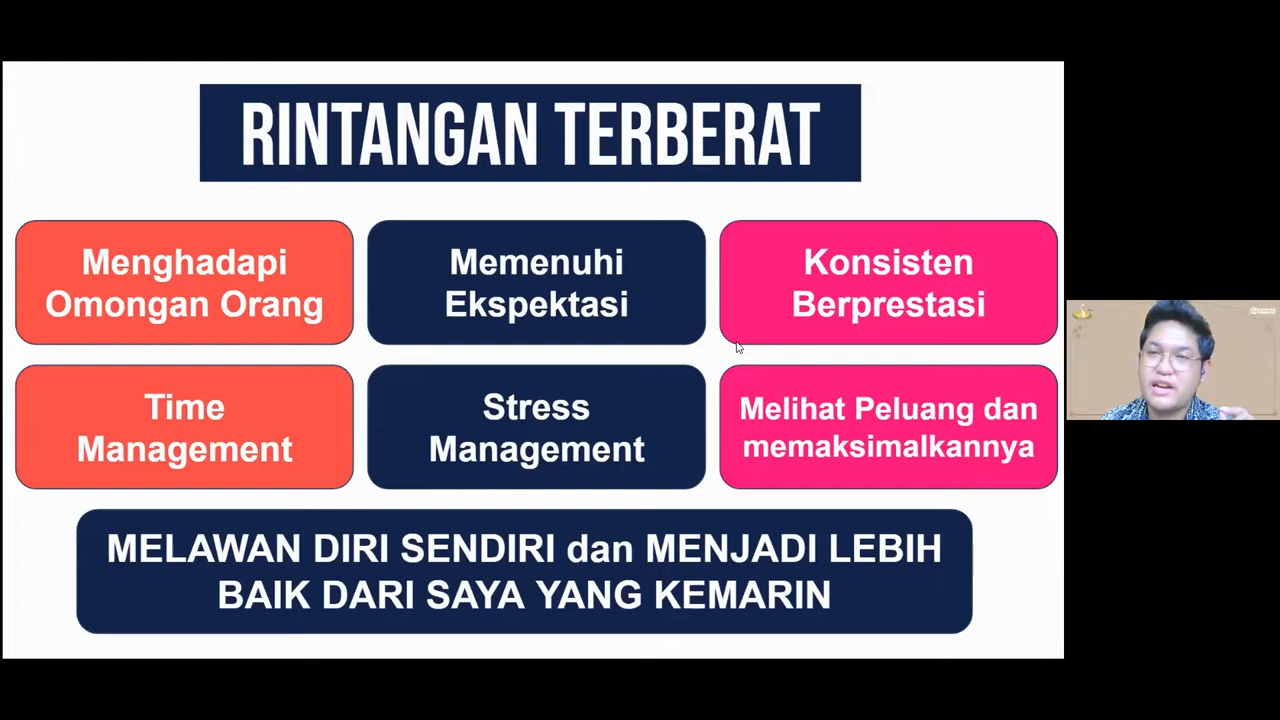 RINTANGAN TERBERAT
Menghadapi
Omongan Orang
Memenuhi
Ekspektasi
Konsisten
Berprestasi
Time
Management
Stress
Management
Melihat Peluang dan
memaksimalkannya
MELAWAN DIRI SENDIRI dan MENJADI LEBIH
BAIK DARI SAYA YANG KEMARIN